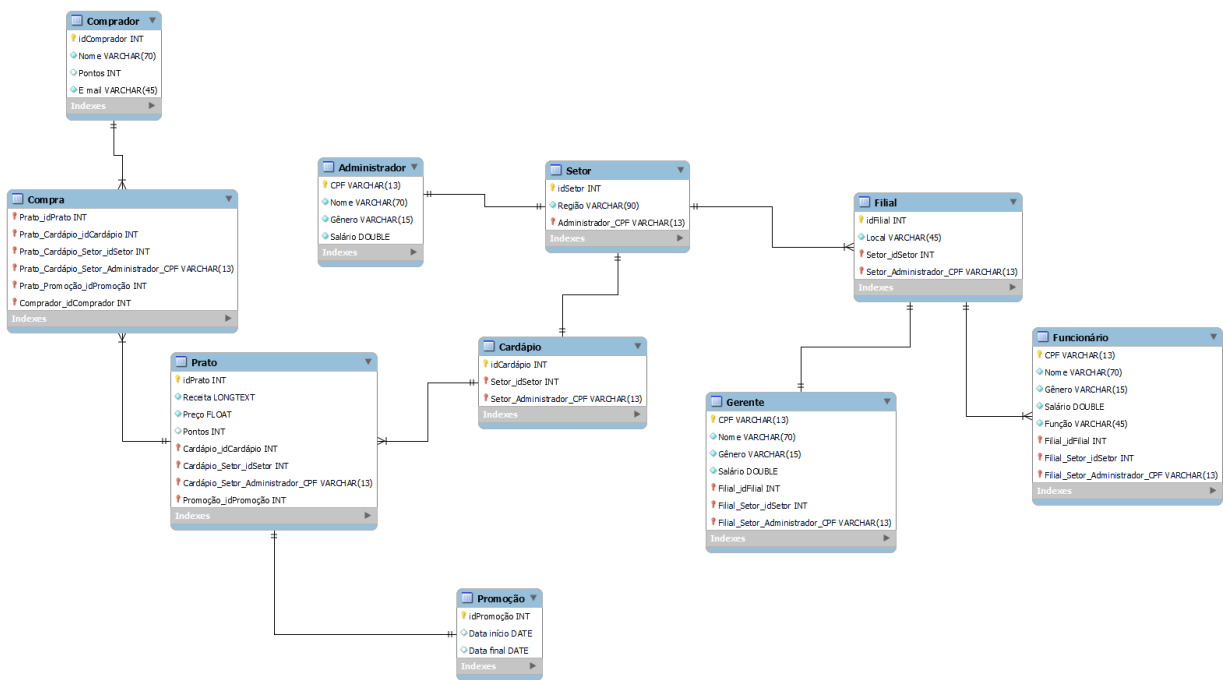 Comprador
idComprador INT
Nome VARCHAR(70)
Pontos INT
E mail VARCHAR(45)
Indexes
Compra
Prato_idPrato INT
Prato_Cardápio_idCardápio INT
Prato_Cardápio_Setor_idSetor INT
Prato_Cardápio_Setor_Administrador_CPF VARCHAR(13)
Prato_Promoção_idPromoção INT
Comprador_idComprador INT
Indexes
Administrador
CPF VARCHAR(13)
Nome VARCHAR(70)
Gênero VARCHAR(15)
Salário DOUBLE
Indexes
Setor
idSetor INT
Região VARCHAR(90)
Administrador_CPF VARCHAR(13)
Indexes
Filial
idFilial INT
Local VARCHAR(45)
Setor_idSetor INT
Setor_Administrador_CPF VARCHAR(13)
Indexes
Prato
idPrato INT
Receita LONGTEXT
Preço FLOAT
Pontos INT
Cardápio_idCardápio INT
Cardápio_Setor_idSetor INT
Cardápio_Setor_Administrador_CPF VARCHAR(13)
Promoção_idPromoção INT
Indexes
Cardápio
idCardápio INT
Setor_idSetor INT
Setor_Administrador_CPF VARCHAR(13)
Indexes
Gerente
CPF VARCHAR(13)
Nome VARCHAR(70)
Gênero VARCHAR(15)
Salário DOUBLE
Filial_idFilial INT
Filial_Setor_idSetor INT
Filial_Setor_Administrador_CPF VARCHAR(13)
Indexes
Funcionário
CPF VARCHAR(13)
Nome VARCHAR(70)
Gênero VARCHAR(15)
Salário DOUBLE
Função VARCHAR(45)
Filial_idFilial INT
Filial_Setor_idSetor INT
Filial_Setor_Administrador_CPF VARCHAR(13)
Indexes
Promoção
idPromoção INT
Data início DATE
Data final DATE
Indexes